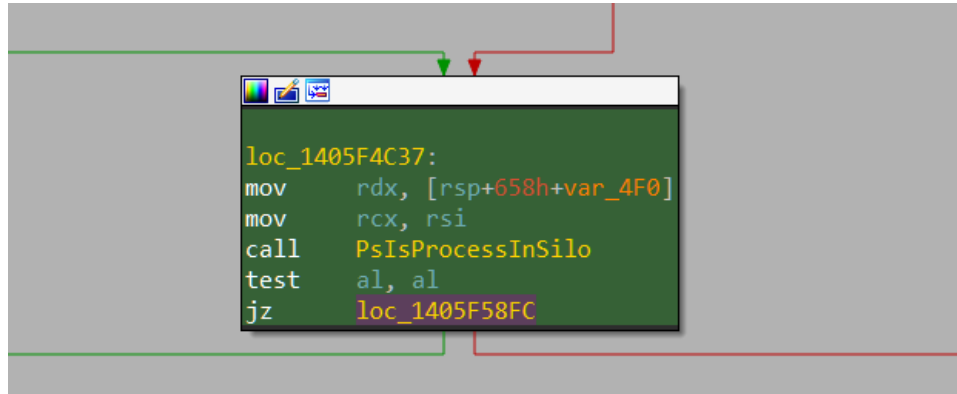 loc_1405F4C37:
mov rdx, [rsp+658h+var_4F0]
mov rcx, rsi
call PsIsProcessInSilo
test al, al
jz loc_1405F58FC